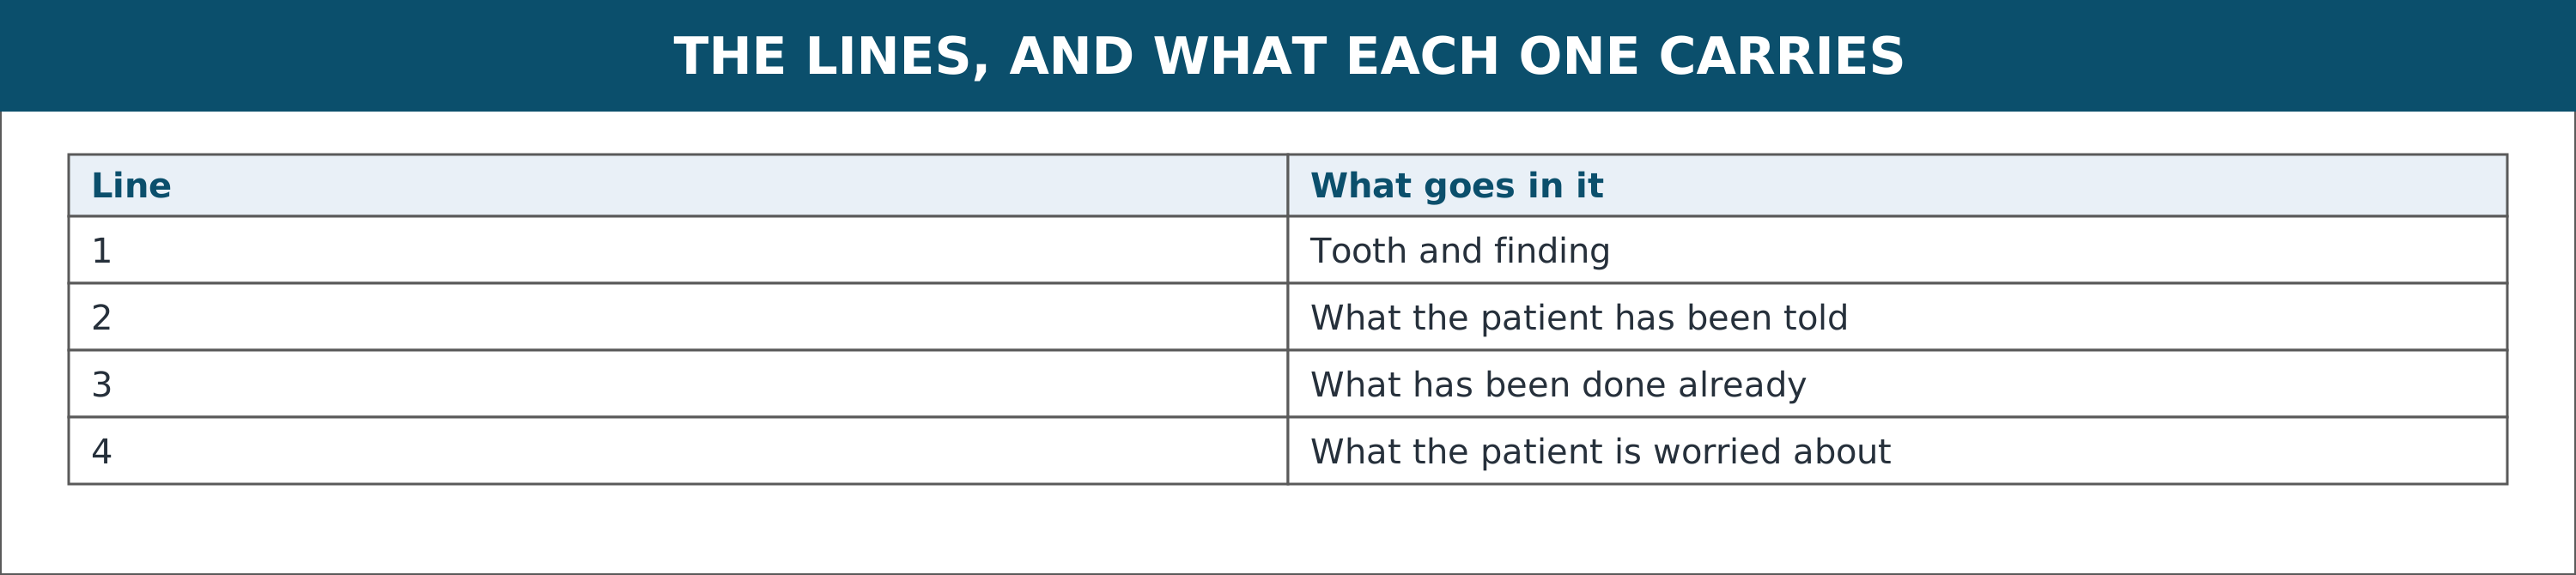 THE LINES, AND WHAT EACH ONE CARRIES
Line What goes in it
1 Tooth and finding
2 What the patient has been told
3 What has been done already
4 What the patient is worried about